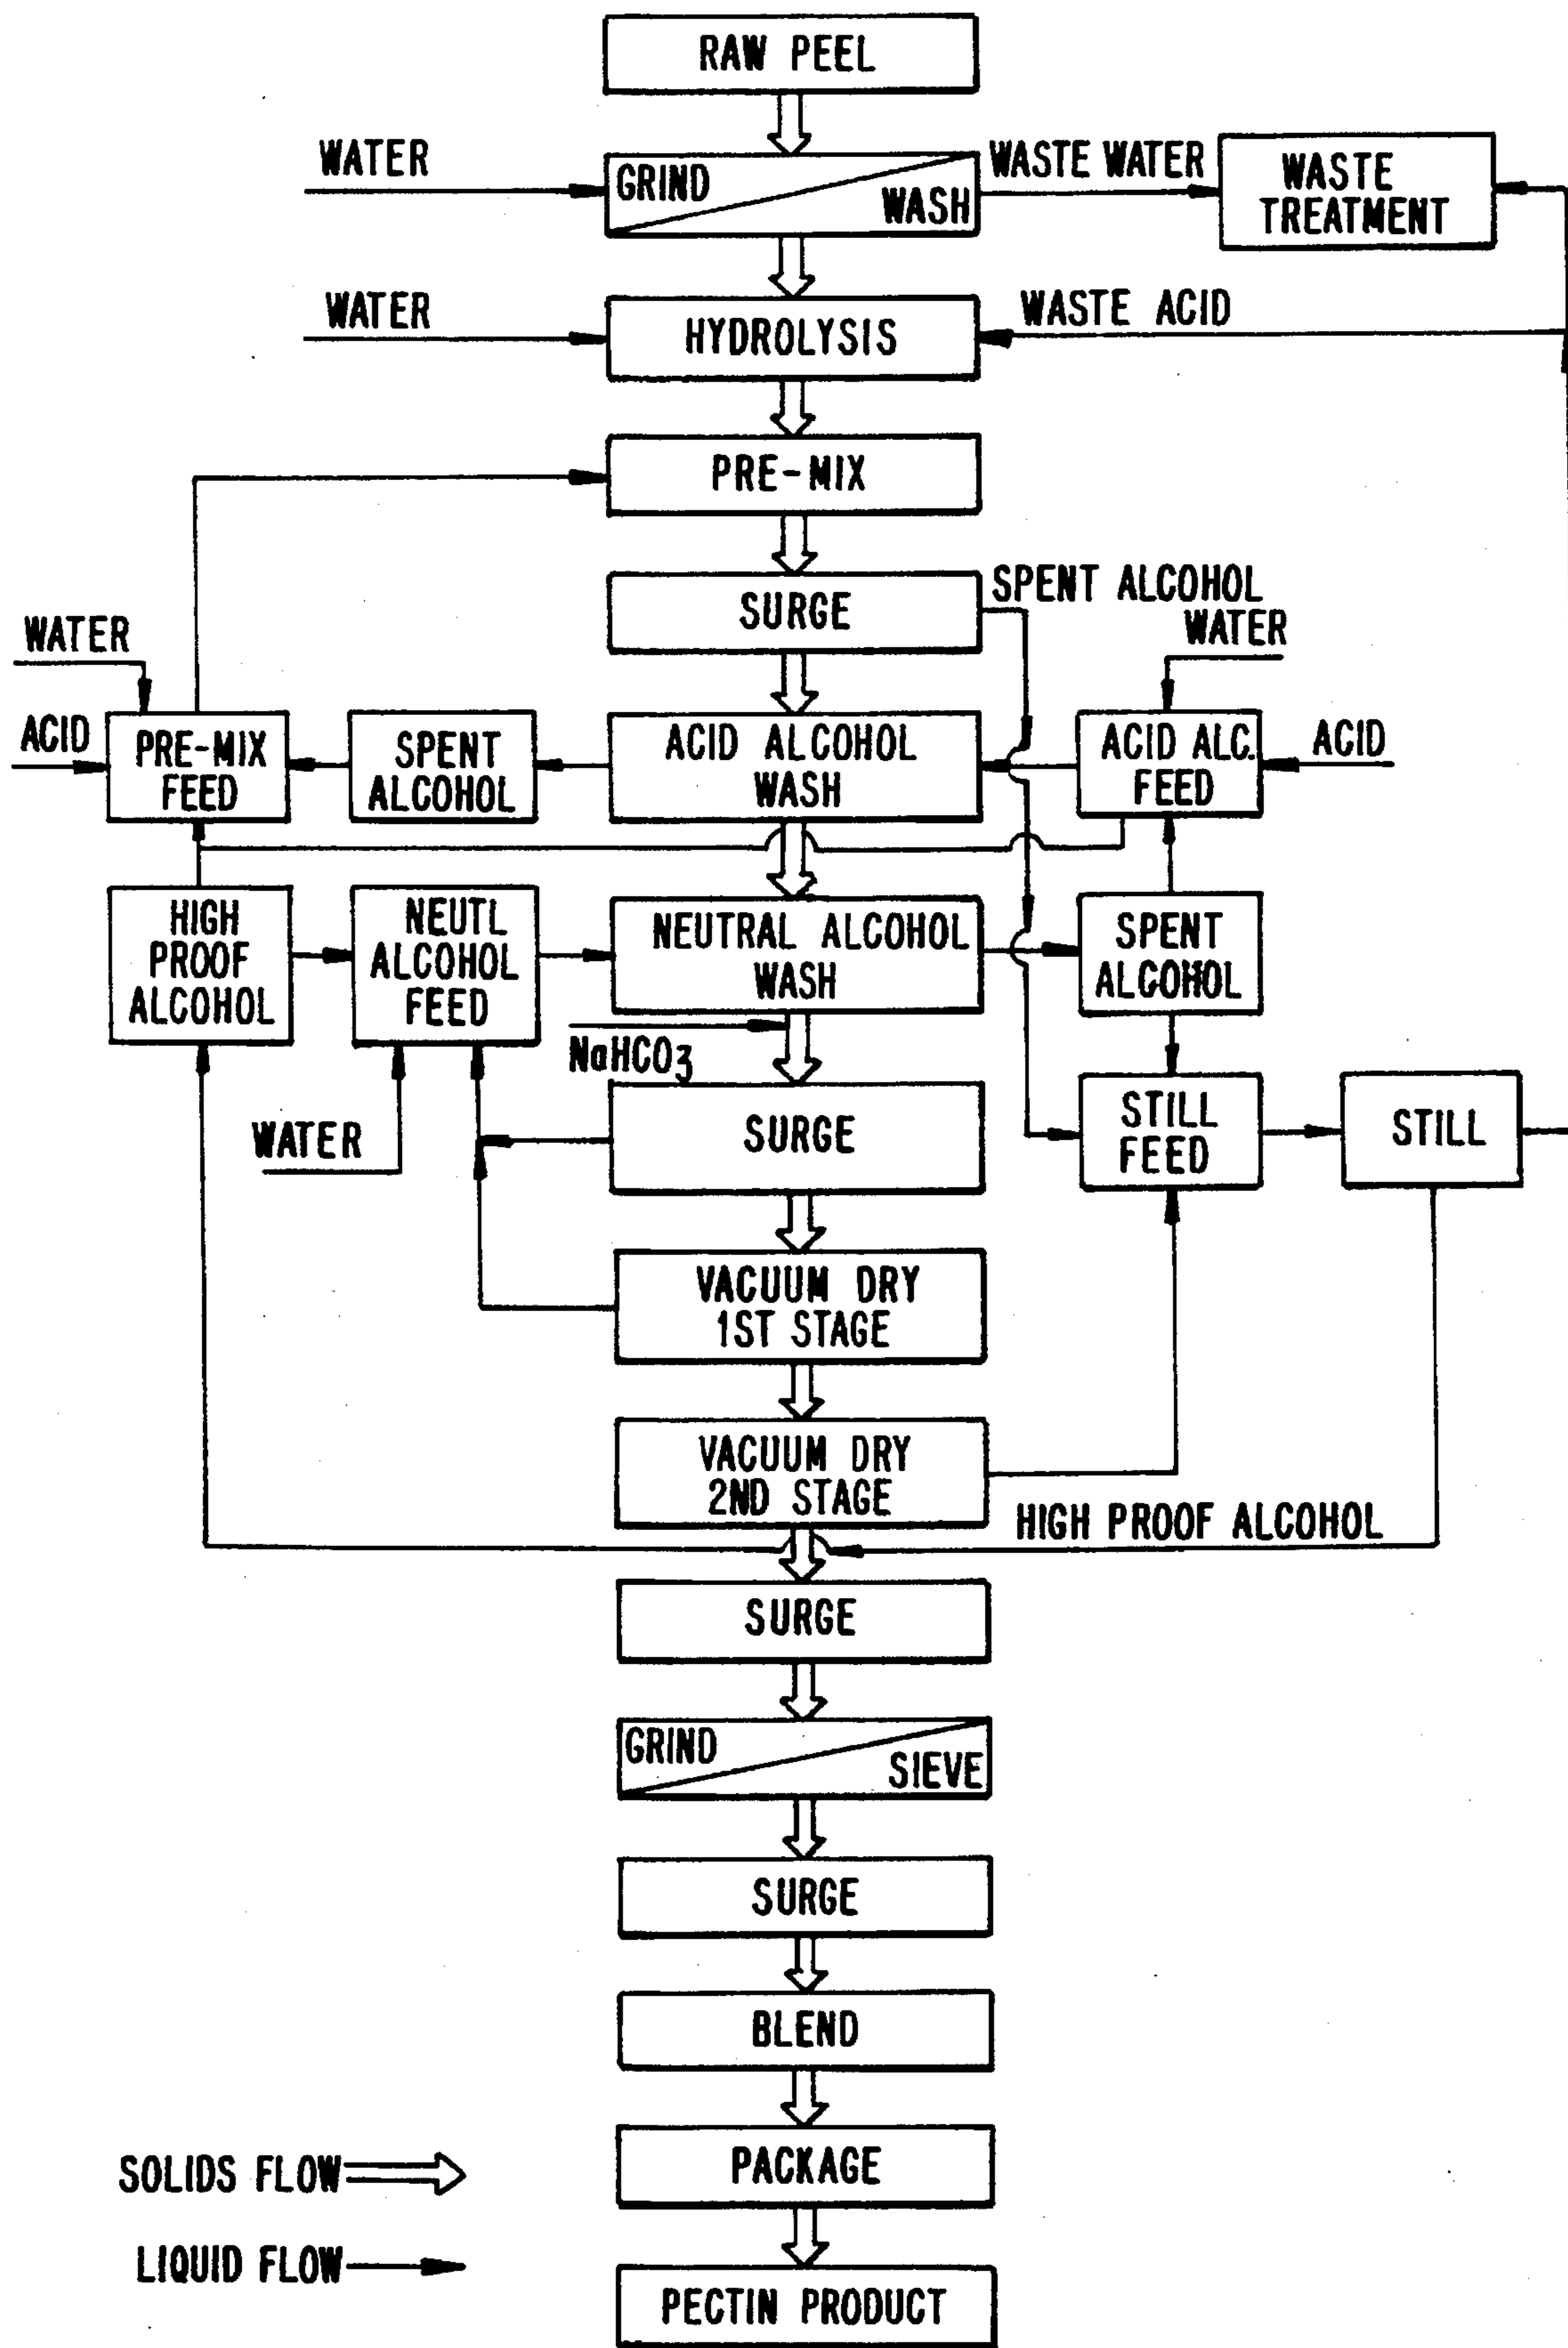 RAW PEEL
WATER
GRIND
WASH
WASTE WATER
WASTE
TREATMENT
WATER
HYDROLYSIS
WASTE ACID
PRE-MIX
SURGE
SPENT ALCOHOL
WATER
WATER
ACID
PRE-MIX
FEED
SPENT
ALCOHOL
ACID ALCOHOL
WASH
ACID ALC.
FEED
ACID
HIGH
PROOF
ALCOHOL
NEUTL
ALCOHOL
FEED
NEUTRAL ALCOHOL
WASH
SPENT
ALCOHOL
NaHCO3
WATER
SURGE
STILL
FEED
STILL
VACUUM DRY
1ST STAGE
VACUUM DRY
2ND STAGE
HIGH PROOF ALCOHOL
SURGE
GRIND
SIEVE
SURGE
BLEND
PACKAGE
SOLIDS FLOW
LIQUID FLOW
PECTIN PRODUCT